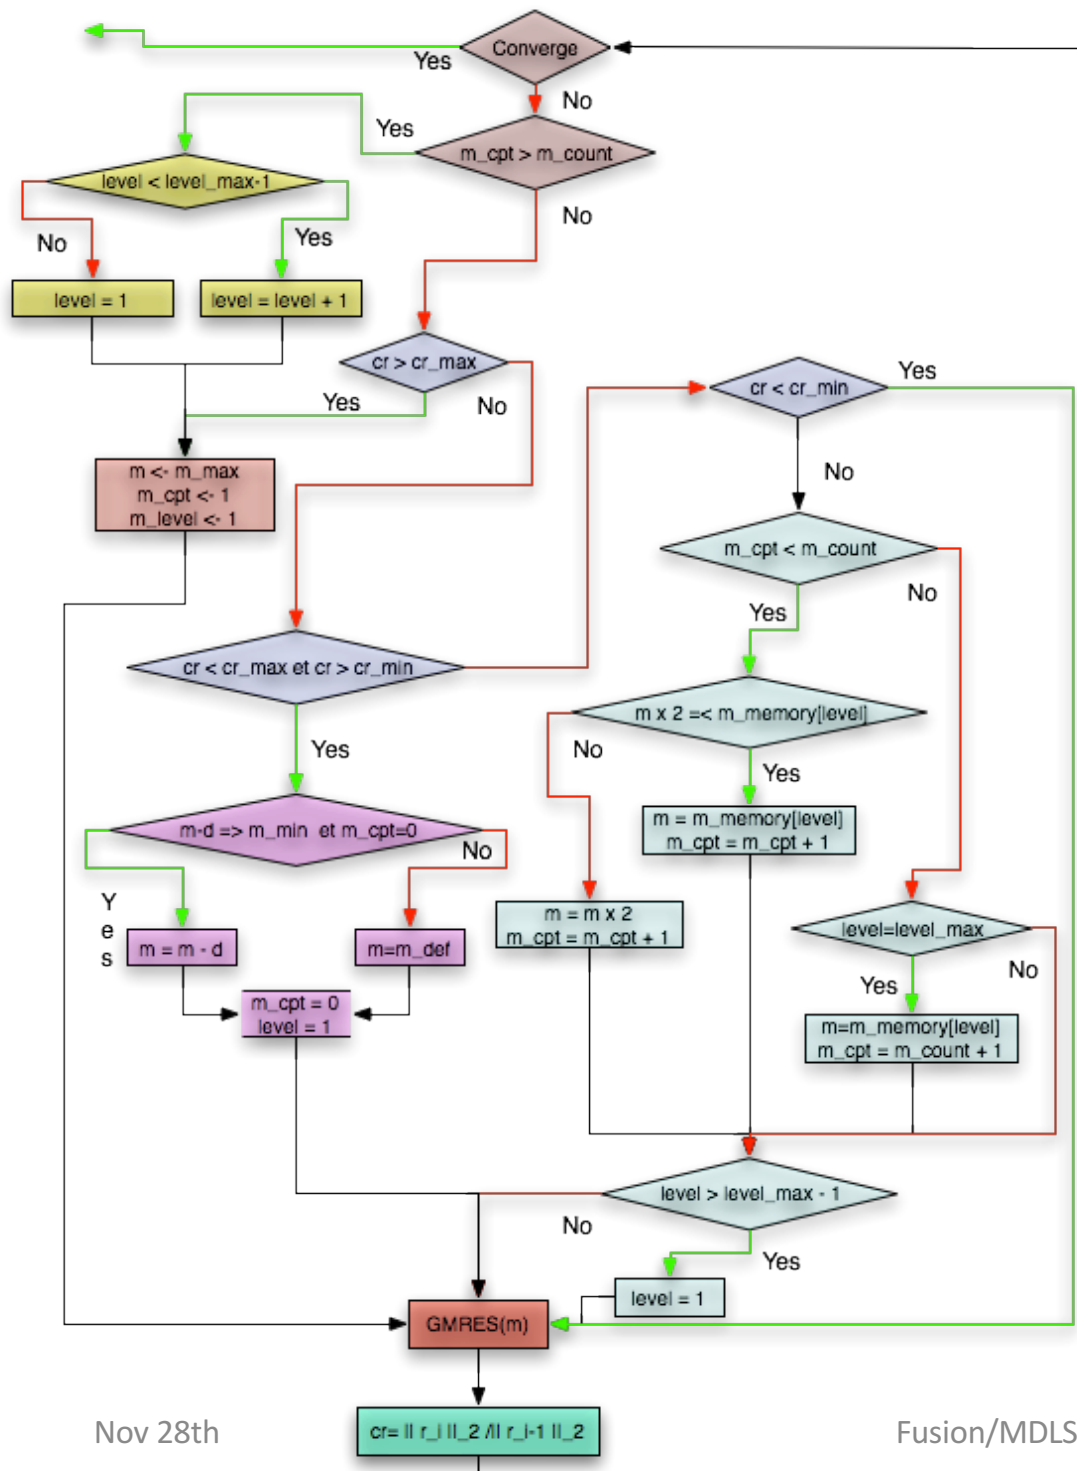 Converge
Yes
No
Yes
m_cpt > m_count
level < level_max-1
No
No
Yes
level = 1
level = level + 1
cr > cr_max
cr < cr_min
Yes
Yes
No
m <- m_max
m_cpt <- 1
m_level <- 1
No
m_cpt < m_count
No
Yes
cr < cr_max et cr > cr_min
m x 2 =< m_memory[level]
No
Yes
Yes
m = m_memory[level]
m_cpt = m_cpt + 1
m-d => m_min et m_cpt=0
No
Yes
m = m x 2
m_cpt = m_cpt + 1
level=level_max
m = m - d
m=m_def
No
Yes
m_cpt = 0
level = 1
m=m_memory[level]
m_cpt = m_count + 1
level > level_max - 1
No
Yes
level = 1
GMRES(m)
cr= || r_i ||_2 /|| r_i-1 ||_2
Nov 28th
Fusion/MDLS